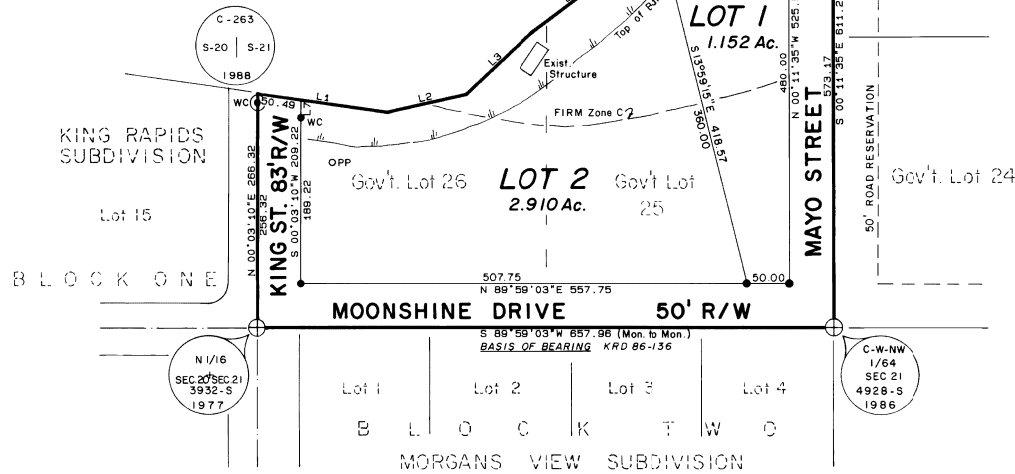 C-263
S-20 | S-21
1988
LOT 1
1.152 Ac.
Top of
Exist.
Structure
L3
L2
L1
L7
WC
50.49
WC
FIRM Zone C2
OPP
KING RAPIDS
SUBDIVISION
Lot 15
BLOCK ONE
N 00°03'10"E 266.32
256.32
KING ST. 83' R/W
S 00°03'10"W 209.22
189.22
Gov't. Lot 26
LOT 2
2.910 Ac.
Gov't Lot
25
S 13°59'15"E 418.57
360.00
480.00
N 00°11'35"W 525.
MAYO STREET
573.17
S 00°11'35"E 611.2
50' ROAD RESERVATION
Gov't. Lot 24
507.75
N 89°59'03"E 557.75
50.00
MOONSHINE DRIVE 50' R/W
S 89°59'03"W 657.96 (Mon. to Mon.)
BASIS OF BEARING KRD 86-136
N 1/16
SEC 20 SEC 21
3932-S
1977
C-W-NW
1/64
SEC 21
4928-S
1986
Lot 1 Lot 2 Lot 3 Lot 4
BLOCK TWO
MORGANS VIEW SUBDIVISION